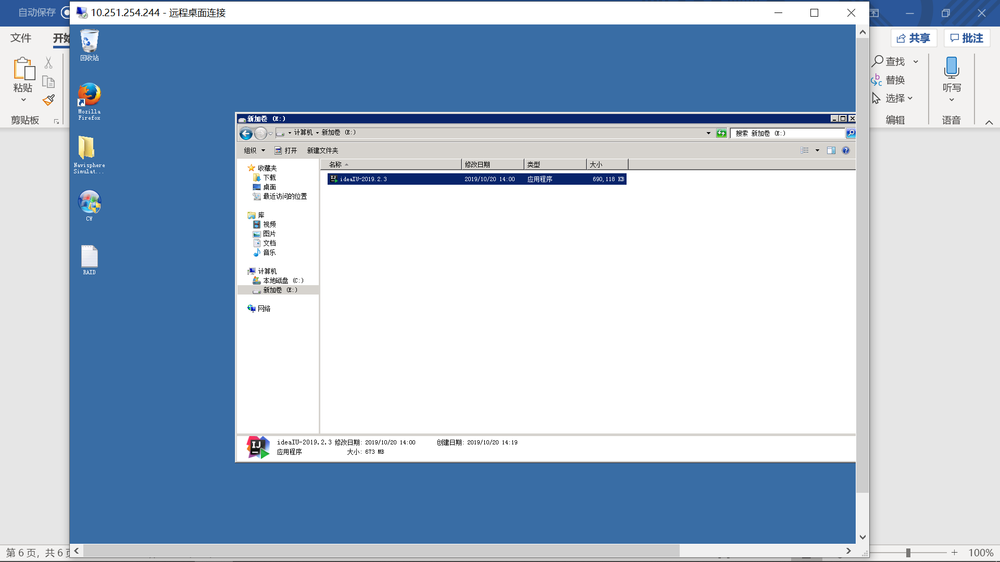 自动保存
10.251.254.244 - 远程桌面连接
文件
开始
共享
批注
粘贴
剪贴板
查找
替换
选择
编辑
听写
语音
回收站
Mozilla
Firefox
Navisphere
Simulat...
CW
RAID
新加卷 (E:)
计算机 新加卷 (E:)
搜索 新加卷 (E:)
组织 打开 新建文件夹
收藏夹
下载
桌面
最近访问的位置
库
视频
图片
文档
音乐
计算机
本地磁盘 (C:)
新加卷 (E:)
网络
名称 修改日期 类型 大小
ideaIU-2019.2.3 2019/10/20 14:00 应用程序 690,118 KB
IJ
ideaIU-2019.2.3 修改日期: 2019/10/20 14:00 创建日期: 2019/10/20 14:19
应用程序 大小: 673 MB
第 6 页，共 6 页
100%